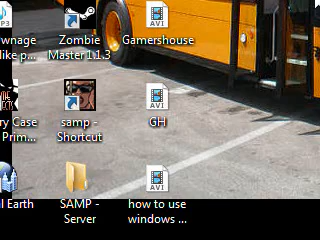 P3
AVI
wnage
like p...
Zombie
Master 1.1.3
Gamershouse
AVI
ry Case
Prim...
samp -
Shortcut
GH
AVI
l Earth
SAMP -
Server
how to use
windows ...